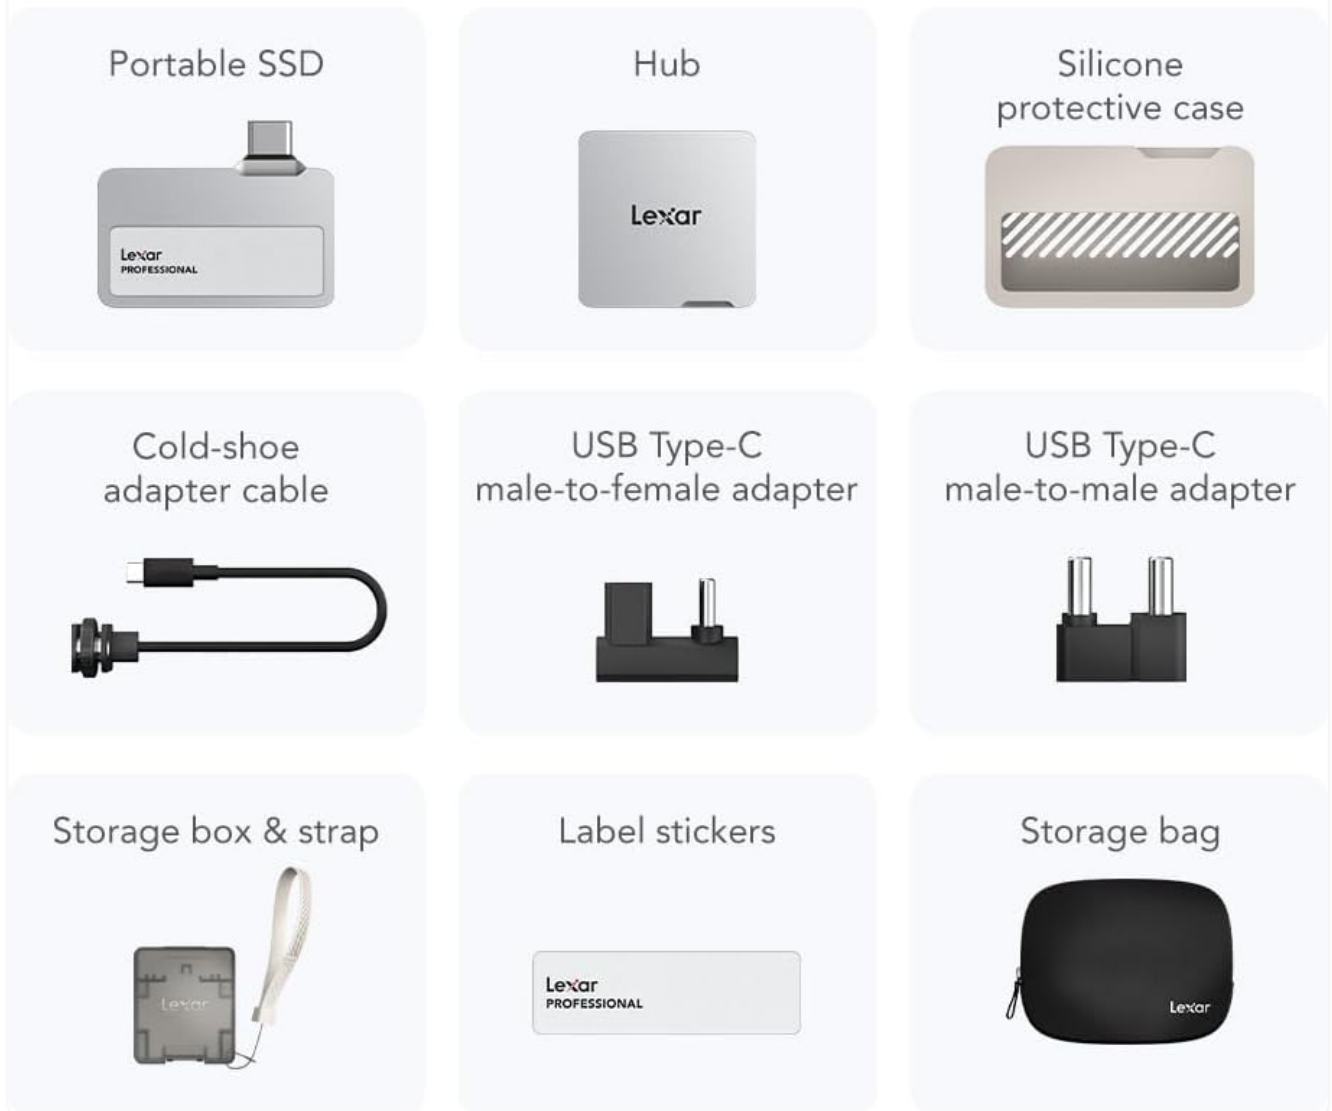 Portable SSD
Lexar
PROFESSIONAL
Hub
Lexar
Silicone
protective case
Cold-shoe
adapter cable
USB Type-C
male-to-female adapter
USB Type-C
male-to-male adapter
Storage box & strap
Lexar
Label stickers
Lexar
PROFESSIONAL
Storage bag
Lexar